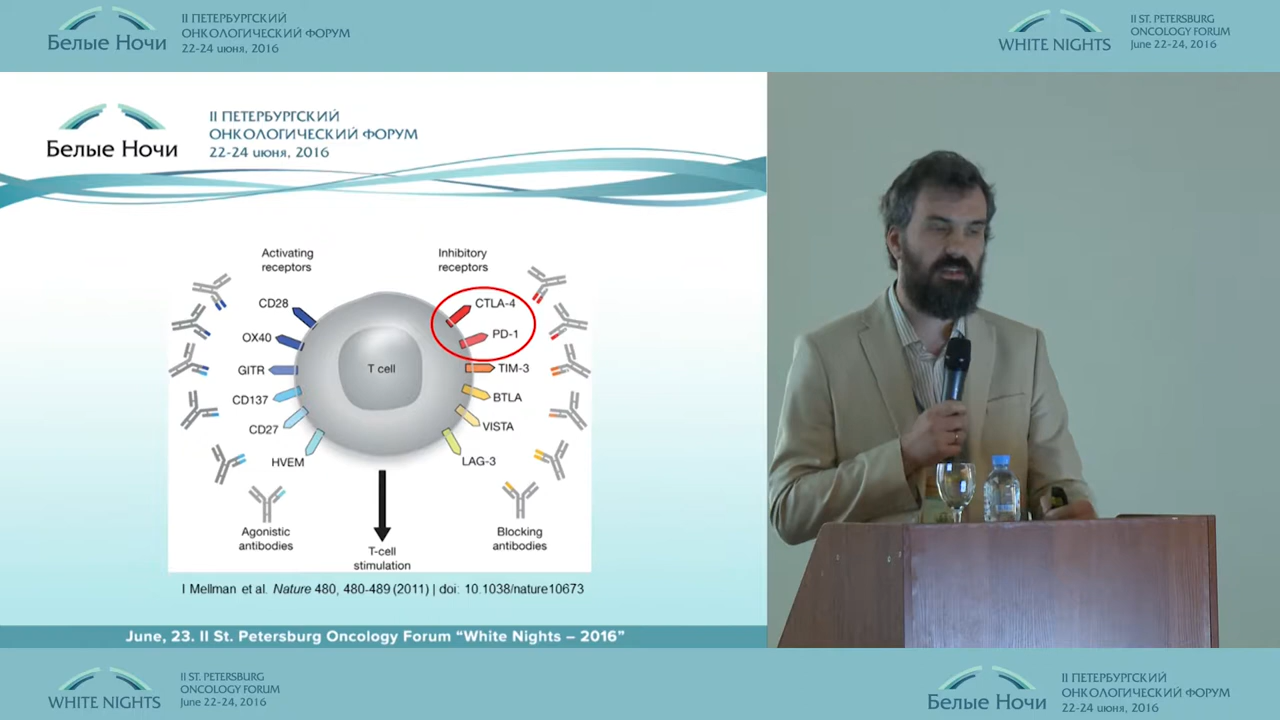 Белые Ночи
II ПЕТЕРБУРГСКИЙ
ОНКОЛОГИЧЕСКИЙ ФОРУМ
22-24 июня, 2016
WHITE NIGHTS
II ST. PETERSBURG
ONCOLOGY FORUM
June 22-24, 2016
Белые Ночи
II ПЕТЕРБУРГСКИЙ
ОНКОЛОГИЧЕСКИЙ ФОРУМ
22-24 июня, 2016
Activating
receptors
Inhibitory
receptors
CD28
CTLA-4
OX40
PD-1
GITR
T cell
TIM-3
CD137
BTLA
CD27
VISTA
HVEM
LAG-3
Agonistic
antibodies
Blocking
antibodies
T-cell
stimulation
I Mellman et al. Nature 480, 480-489 (2011) | doi: 10.1038/nature10673
June, 23. II St. Petersburg Oncology Forum “White Nights – 2016”
WHITE NIGHTS
II ST. PETERSBURG
ONCOLOGY FORUM
June 22-24, 2016
Белые Ночи
II ПЕТЕРБУРГСКИЙ
ОНКОЛОГИЧЕСКИЙ ФОРУМ
22-24 июня, 2016